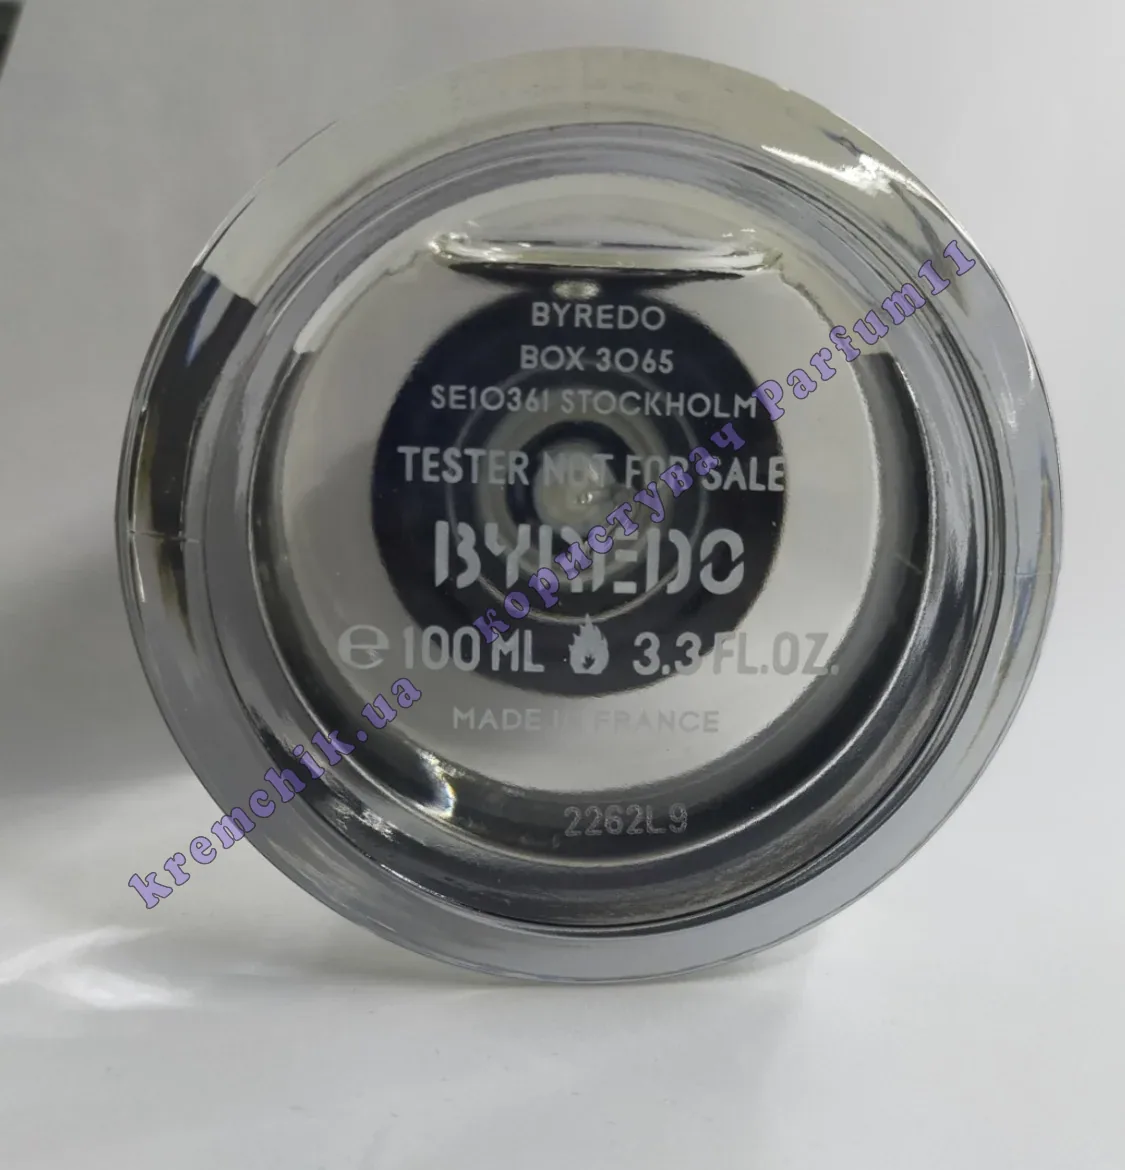 BYREDO
BOX 3065
SE10361 STOCKHOLM
TESTER NOT FOR SALE
BYREDO
℮ 100 ML 3.3 FL.OZ.
MADE IN FRANCE
2262L9
kremchik.ua користувач Parfum11